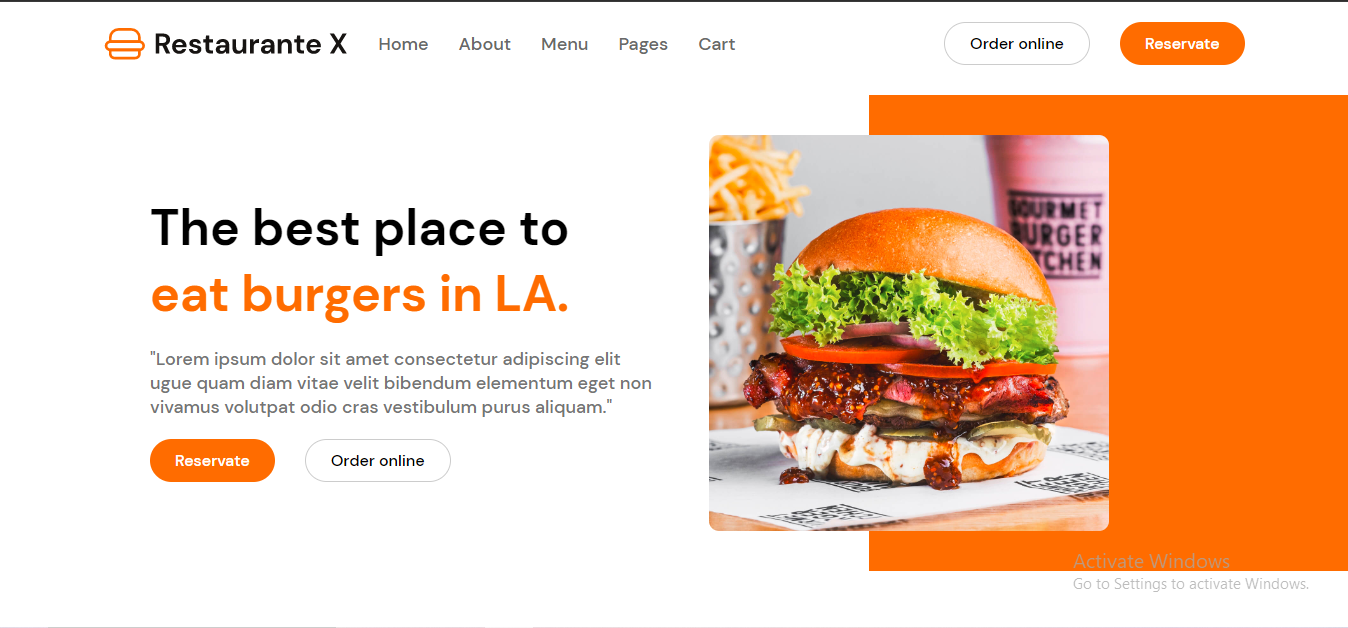 Restaurante X
Home About Menu Pages Cart
Order online
Reservate
The best place to
eat burgers in LA.
"Lorem ipsum dolor sit amet consectetur adipiscing elit
ugue quam diam vitae velit bibendum elementum eget non
vivamus volutpat odio cras vestibulum purus aliquam."
Reservate
Order online
GOURMET
BURGER
KITCHEN
Activate Windows
Go to Settings to activate Windows.